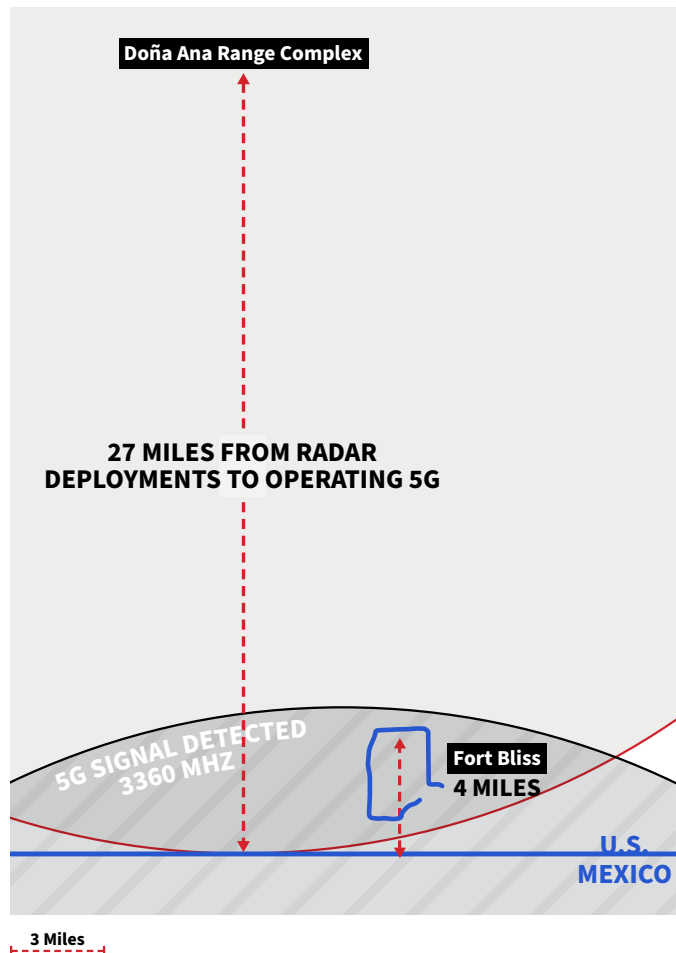 Doña Ana Range Complex
27 MILES FROM RADAR
DEPLOYMENTS TO OPERATING 5G
5G SIGNAL DETECTED
3360 MHZ
Fort Bliss
4 MILES
U.S.
MEXICO
3 Miles